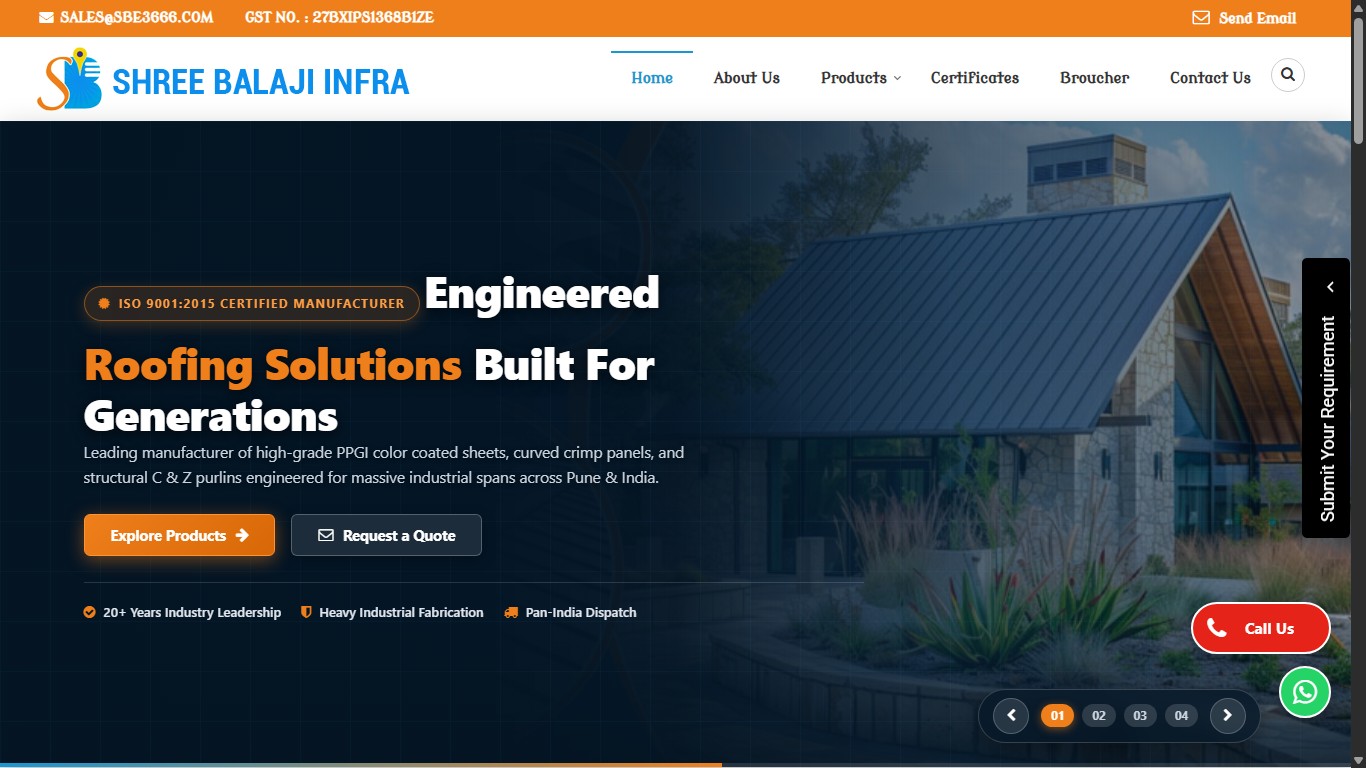 SALES@SBE3666.COM GST NO. : 27BXIPS1368B1ZE Send Email
SHREE BALAJI INFRA
Home About Us Products Certificates Broucher Contact Us
ISO 9001:2015 CERTIFIED MANUFACTURER Engineered
Roofing Solutions Built For
Generations
Leading manufacturer of high-grade PPGI color coated sheets, curved crimp panels, and
structural C & Z purlins engineered for massive industrial spans across Pune & India.
Explore Products Request a Quote
20+ Years Industry Leadership Heavy Industrial Fabrication Pan-India Dispatch
Submit Your Requirement
Call Us
01 02 03 04